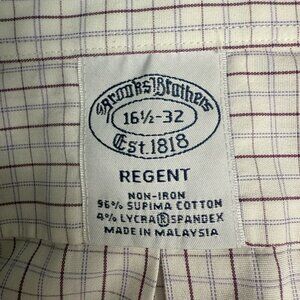 Brooks Brothers
16½-32
Est. 1818
REGENT
NON-IRON
96% SUPIMA COTTON
4% LYCRA® SPANDEX
MADE IN MALAYSIA